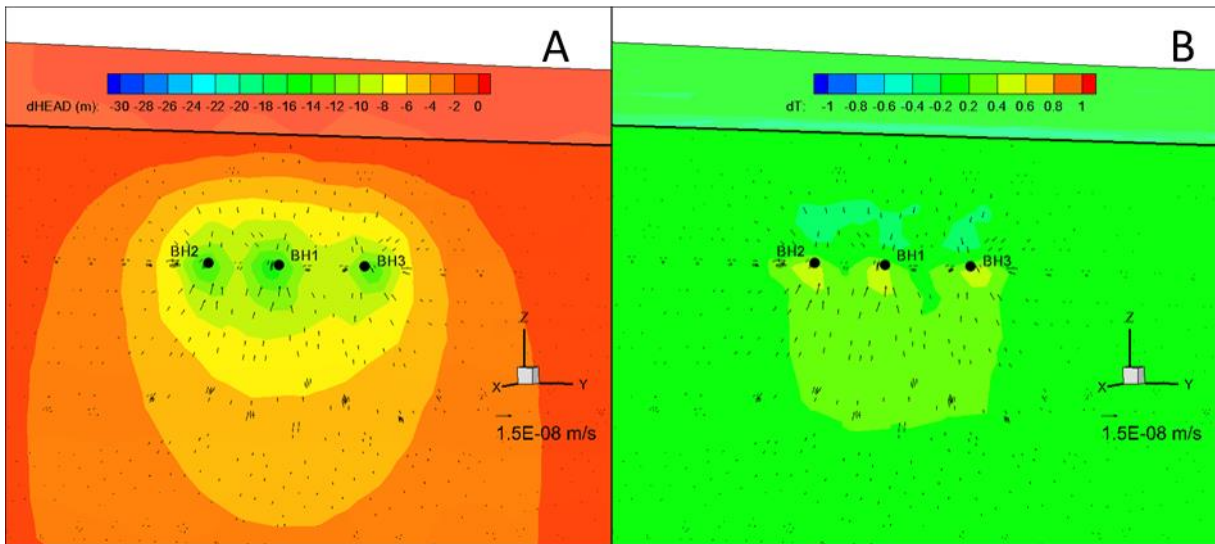 A
dHEAD (m): -30 -28 -26 -24 -22 -20 -18 -16 -14 -12 -10 -8 -6 -4 -2 0
BH2
BH1
BH3
Z
X
Y
1.5E-08 m/s
B
dT: -1 -0.8 -0.6 -0.4 -0.2 0.2 0.4 0.6 0.8 1
BH2
BH1
BH3
Z
X
Y
1.5E-08 m/s